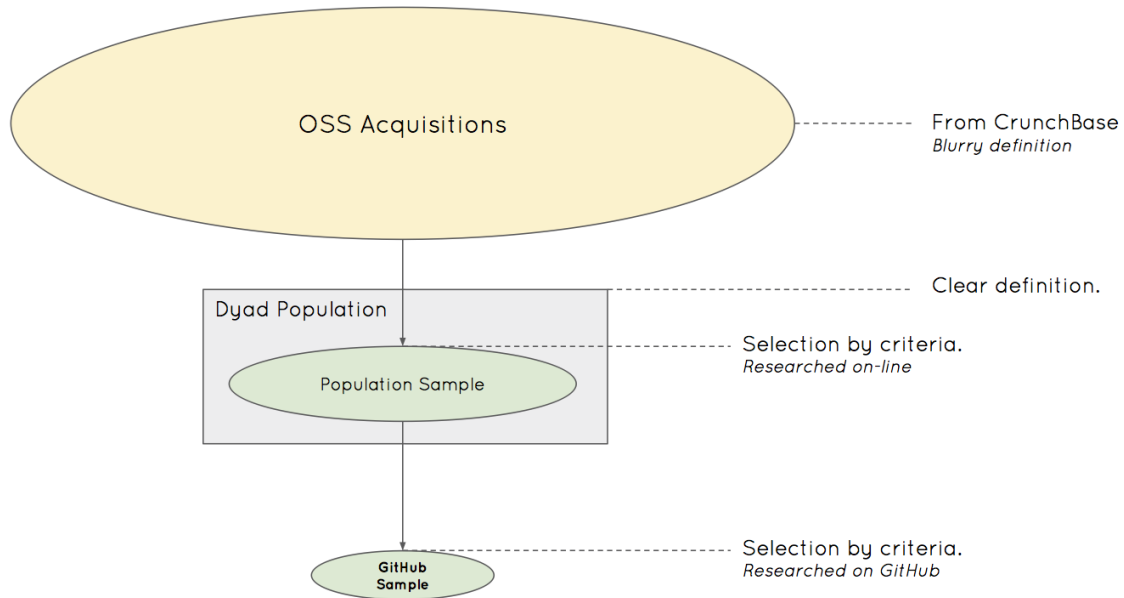 OSS Acquisitions
From CrunchBase
Blurry definition
Clear definition.
Dyad Population
Selection by criteria.
Researched on-line
Population Sample
Selection by criteria.
Researched on GitHub
GitHub
Sample